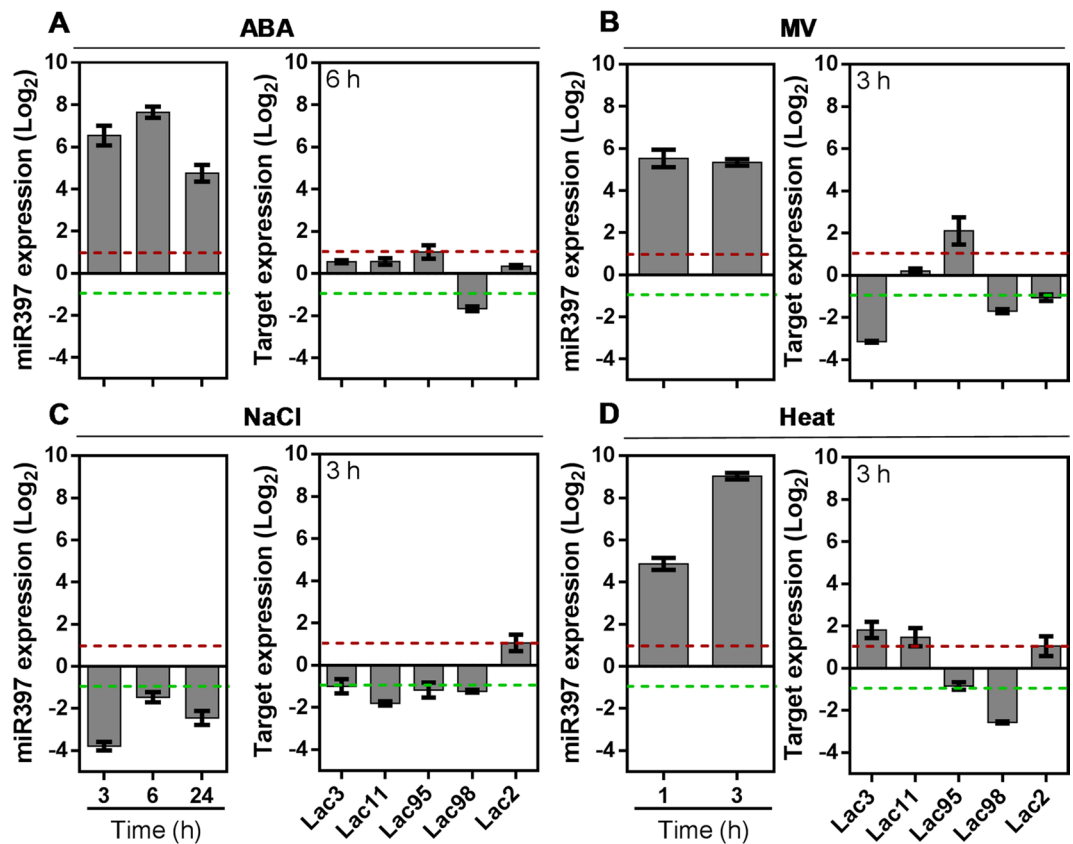 A
ABA
miR397 expression (Log2)
10
8
6
4
2
0
-2
-4
Target expression (Log2)
10
8
6
4
2
0
-2
-4
6 h
B
MV
miR397 expression (Log2)
10
8
6
4
2
0
-2
-4
Target expression (Log2)
10
8
6
4
2
0
-2
-4
3 h
C
NaCl
miR397 expression (Log2)
10
8
6
4
2
0
-2
-4
3 6 24
Time (h)
Target expression (Log2)
10
8
6
4
2
0
-2
-4
3 h
Lac3 Lac11 Lac95 Lac98 Lac2
D
Heat
miR397 expression (Log2)
10
8
6
4
2
0
-2
-4
1 3
Time (h)
Target expression (Log2)
10
8
6
4
2
0
-2
-4
3 h
Lac3 Lac11 Lac95 Lac98 Lac2